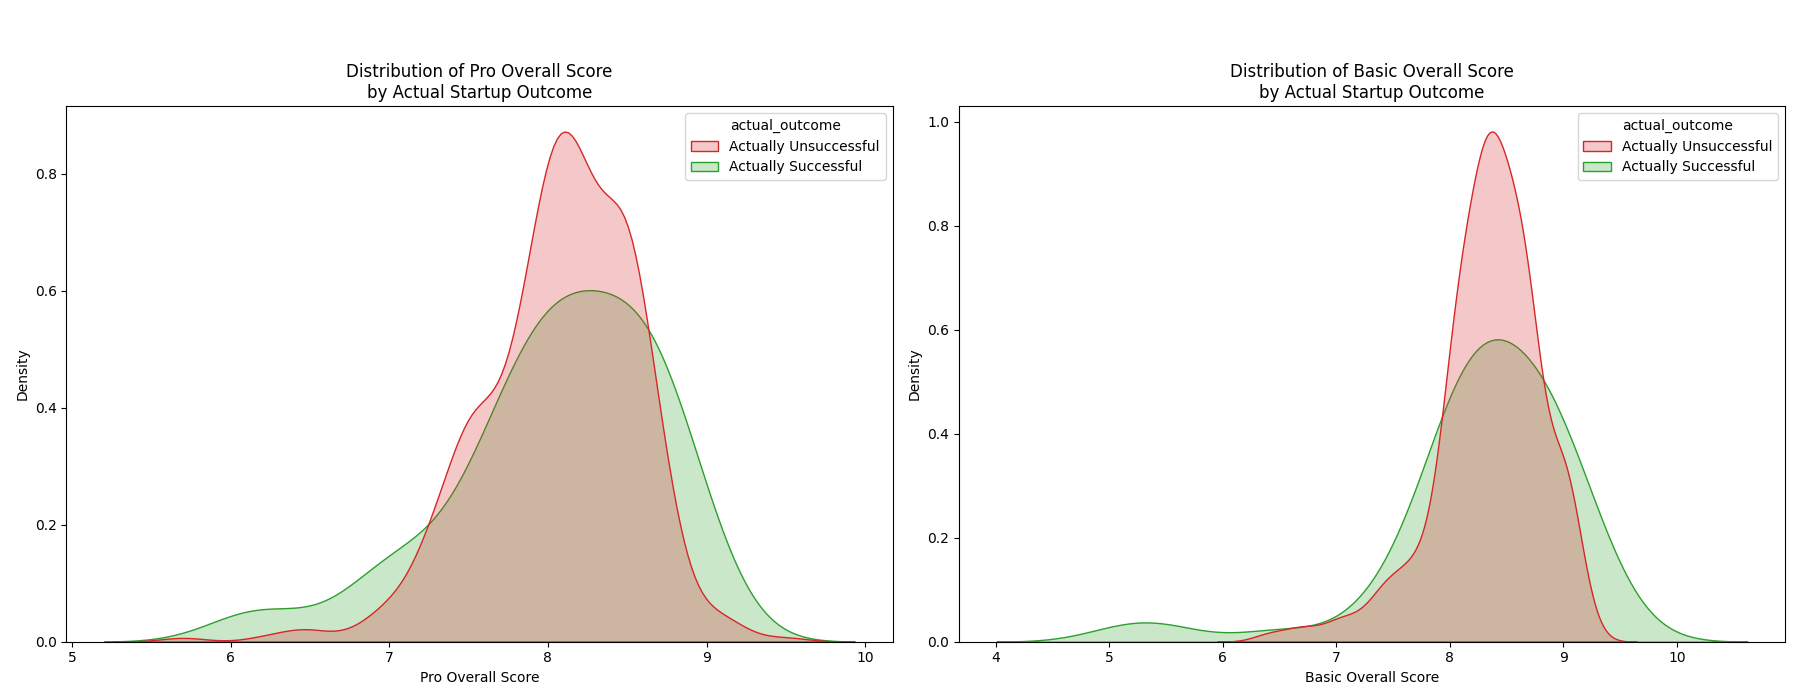 Distribution of Pro Overall Score
by Actual Startup Outcome
actual_outcome
Actually Unsuccessful
Actually Successful
Density
0.8
0.6
0.4
0.2
0.0
5 6 7 8 9 10
Pro Overall Score
Distribution of Basic Overall Score
by Actual Startup Outcome
actual_outcome
Actually Unsuccessful
Actually Successful
Density
1.0
0.8
0.6
0.4
0.2
0.0
4 5 6 7 8 9 10
Basic Overall Score